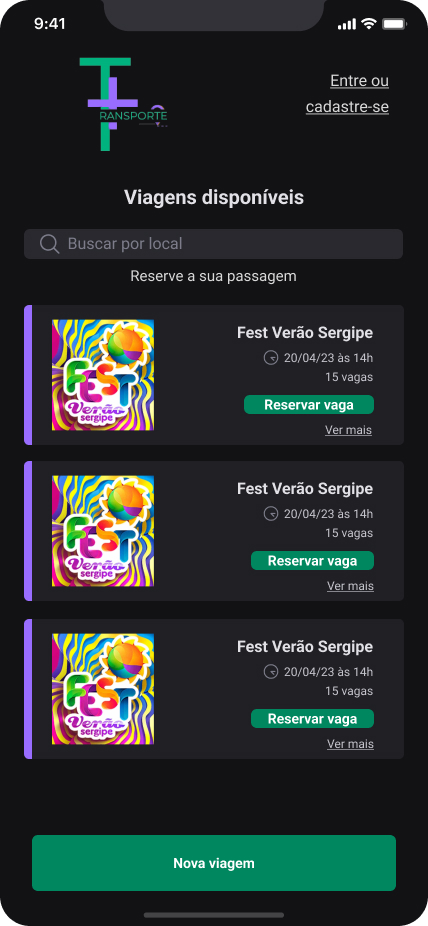 9:41
RANSPORTE
Entre ou
cadastre-se
Viagens disponíveis
Buscar por local
Reserve a sua passagem
FEST
Verão
sergipe
Fest Verão Sergipe
20/04/23 às 14h
15 vagas
Reservar vaga
Ver mais
FEST
Verão
sergipe
Fest Verão Sergipe
20/04/23 às 14h
15 vagas
Reservar vaga
Ver mais
FEST
Verão
sergipe
Fest Verão Sergipe
20/04/23 às 14h
15 vagas
Reservar vaga
Ver mais
Nova viagem